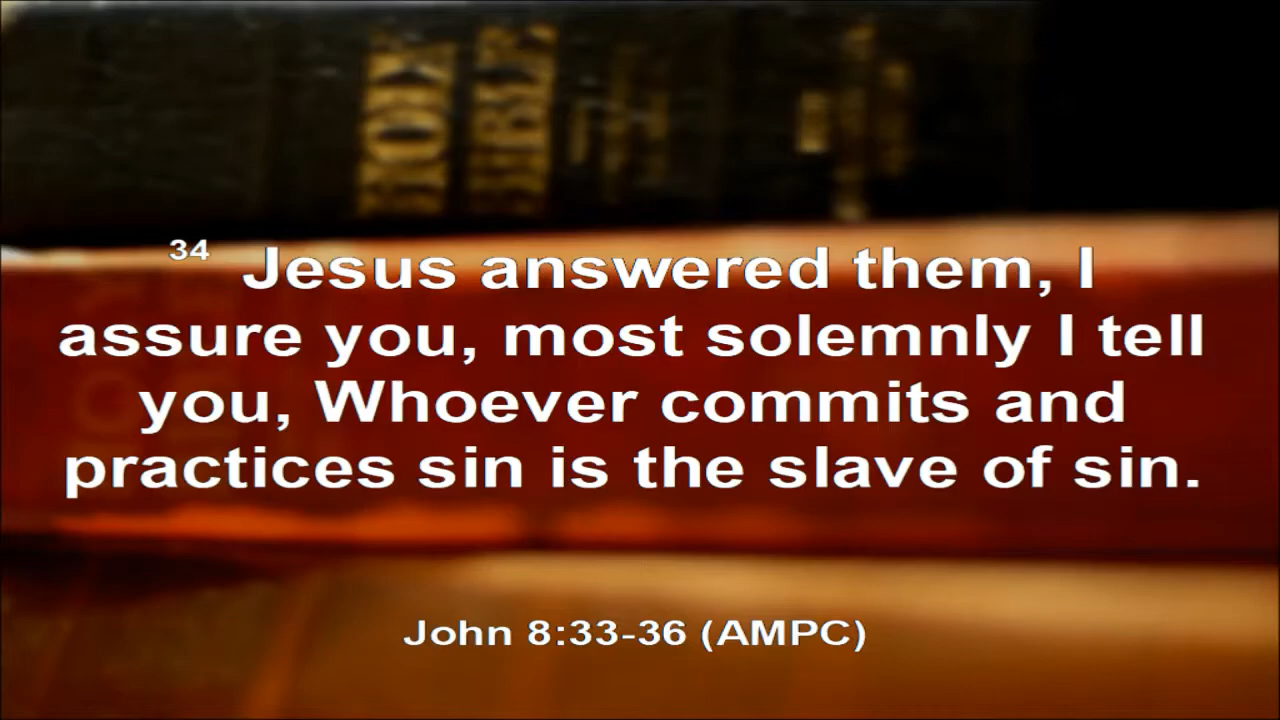 34 Jesus answered them, I
assure you, most solemnly I tell
you, Whoever commits and
practices sin is the slave of sin.
John 8:33-36 (AMPC)